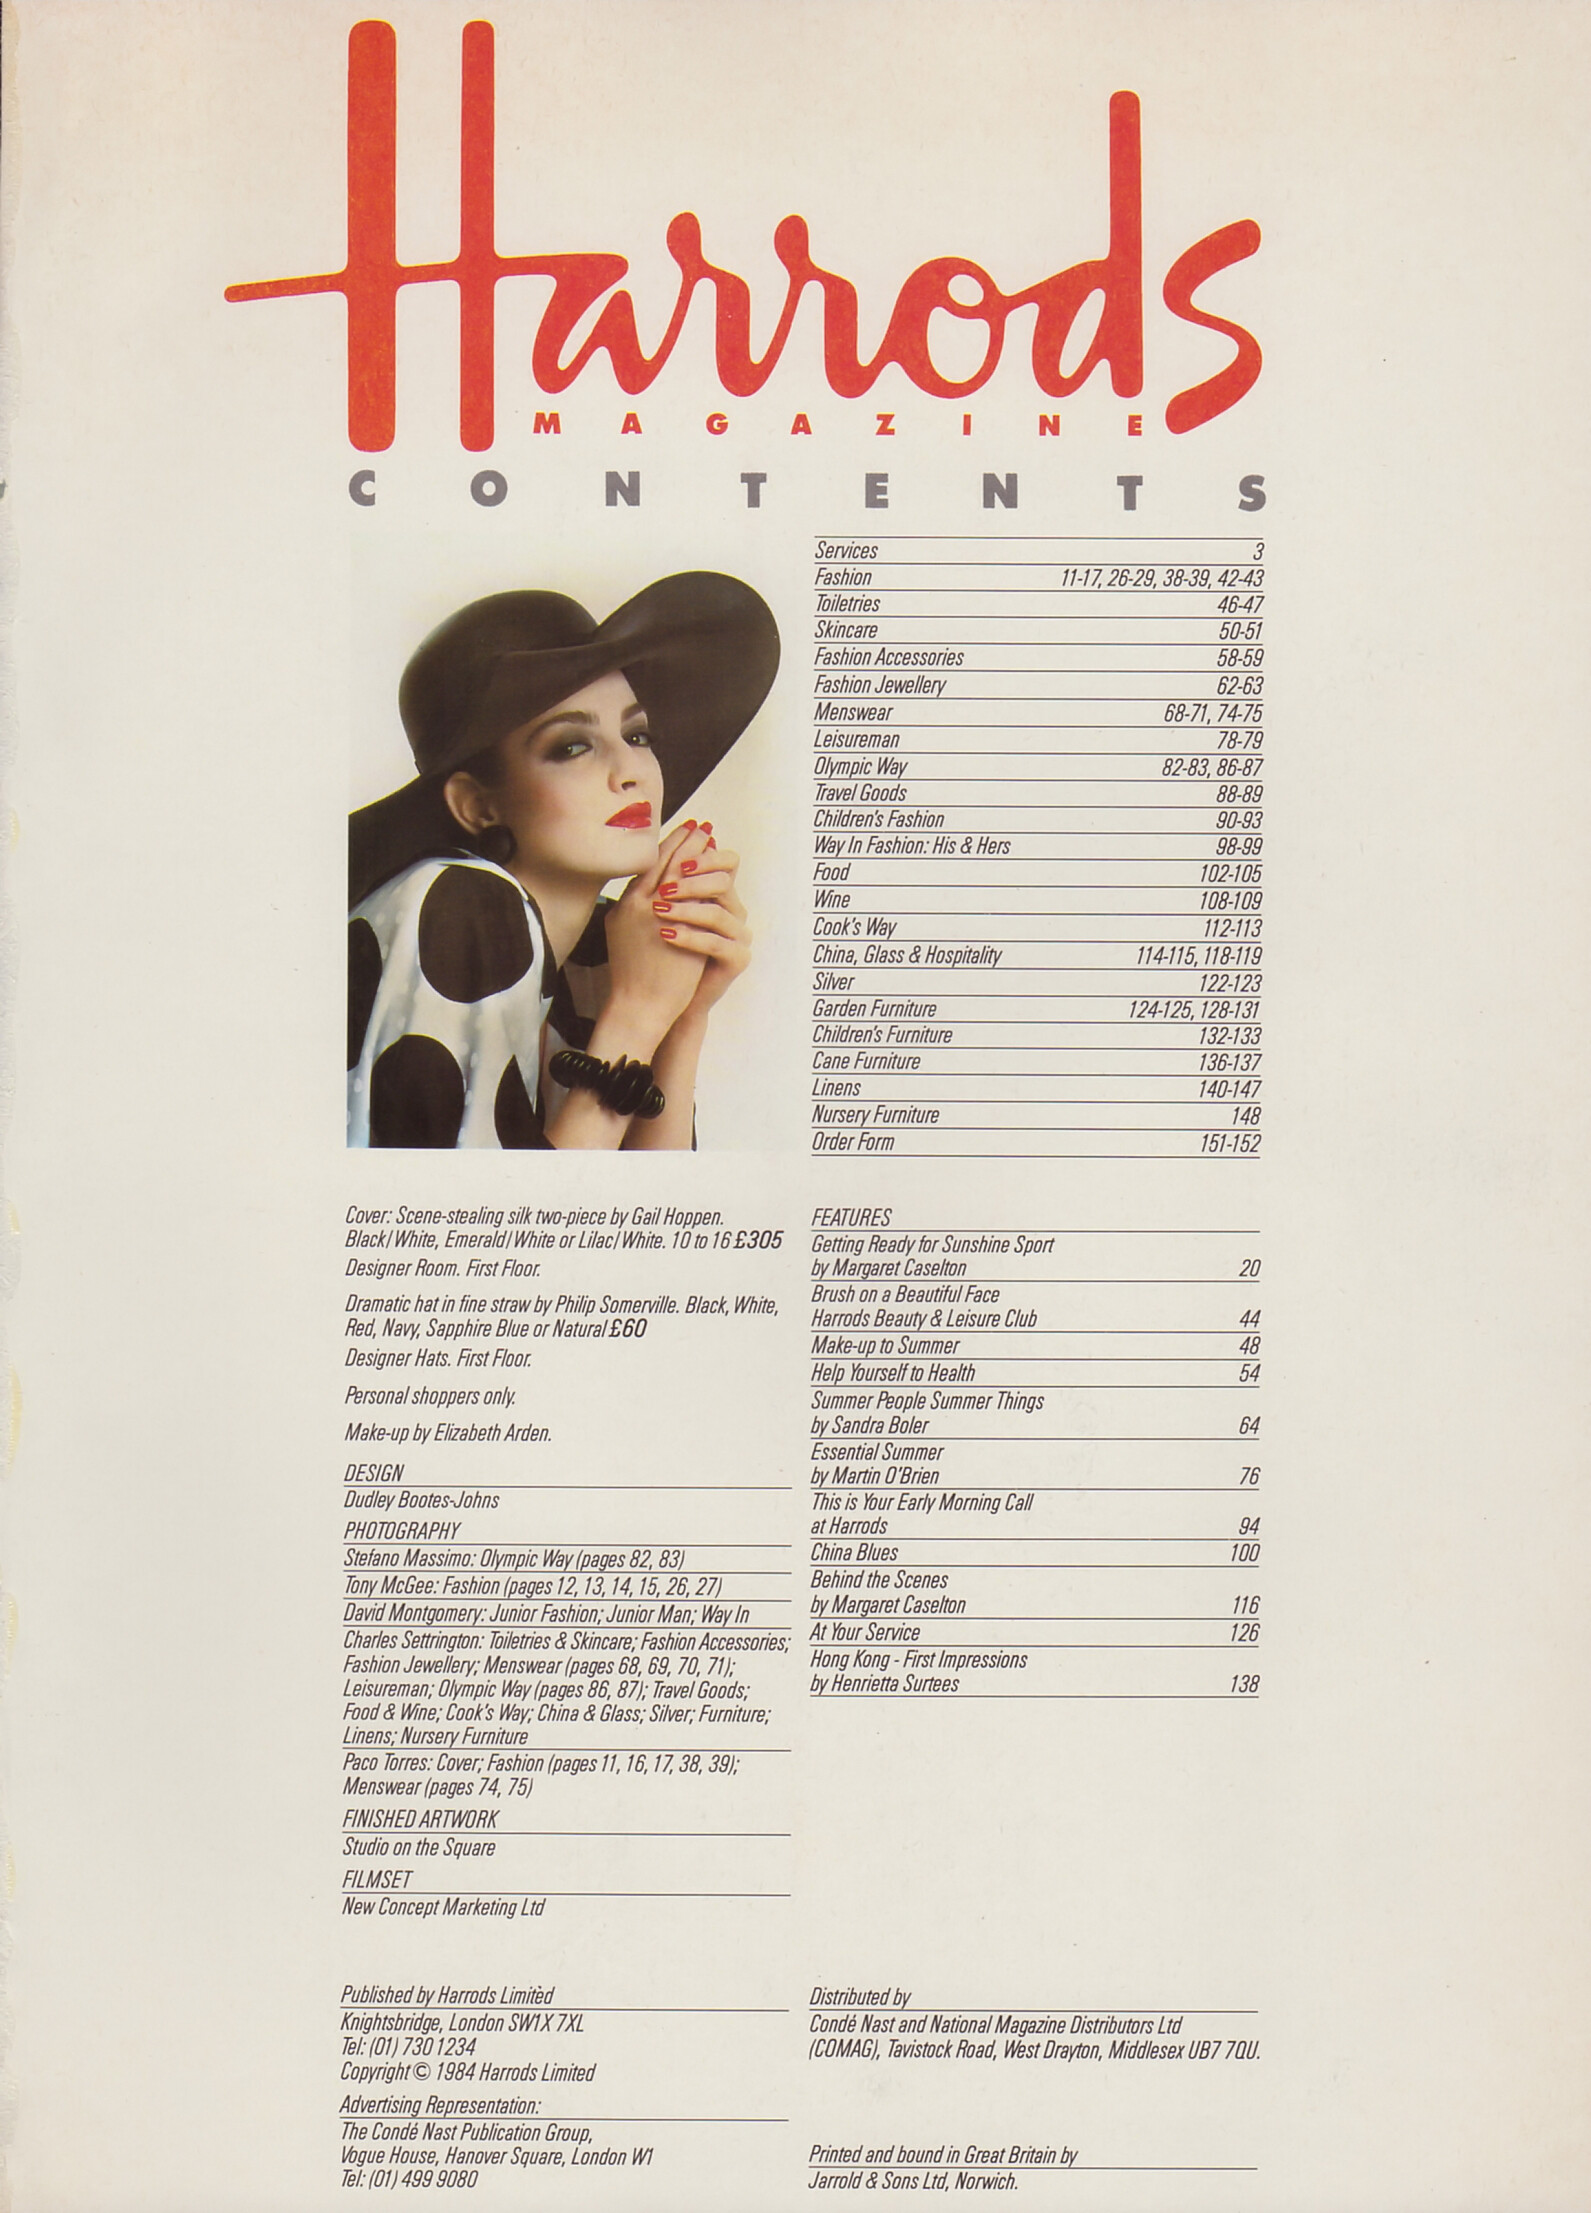 Harrods
MAGAZINE
CONTENTS
Services 3
Fashion 11-17, 26-29, 38-39, 42-43
Toiletries 46-47
Skincare 50-51
Fashion Accessories 58-59
Fashion Jewellery 62-63
Menswear 68-71, 74-75
Leisureman 78-79
Olympic Way 82-83, 86-87
Travel Goods 88-89
Children's Fashion 90-93
Way In Fashion: His & Hers 98-99
Food 102-105
Wine 108-109
Cook's Way 112-113
China, Glass & Hospitality 114-115, 118-119
Silver 122-123
Garden Furniture 124-125, 128-131
Children's Furniture 132-133
Cane Furniture 136-137
Linens 140-147
Nursery Furniture 148
Order Form 151-152
Cover: Scene-stealing silk two-piece by Gail Hoppen.
Black/White, Emerald/White or Lilac/White. 10 to 16 £305
Designer Room. First Floor.
Dramatic hat in fine straw by Philip Somerville. Black, White,
Red, Navy, Sapphire Blue or Natural £60
Designer Hats. First Floor.
Personal shoppers only.
Make-up by Elizabeth Arden.
DESIGN
Dudley Bootes-Johns
PHOTOGRAPHY
Stefano Massimo: Olympic Way (pages 82, 83)
Tony McGee: Fashion (pages 12, 13, 14, 15, 26, 27)
David Montgomery: Junior Fashion; Junior Man; Way In
Charles Settrington: Toiletries & Skincare; Fashion Accessories;
Fashion Jewellery; Menswear (pages 68, 69, 70, 71);
Leisureman; Olympic Way (pages 86, 87); Travel Goods;
Food & Wine; Cook's Way; China & Glass; Silver; Furniture;
Linens; Nursery Furniture
Paco Torres: Cover; Fashion (pages 11, 16, 17, 38, 39);
Menswear (pages 74, 75)
FINISHED ARTWORK
Studio on the Square
FILMSET
New Concept Marketing Ltd
FEATURES
Getting Ready for Sunshine Sport
by Margaret Caselton 20
Brush on a Beautiful Face
Harrods Beauty & Leisure Club 44
Make-up to Summer 48
Help Yourself to Health 54
Summer People Summer Things
by Sandra Boler 64
Essential Summer
by Martin O'Brien 76
This is Your Early Morning Call
at Harrods 94
China Blues 100
Behind the Scenes
by Margaret Caselton 116
At Your Service 126
Hong Kong - First Impressions
by Henrietta Surtees 138
Published by Harrods Limited
Knightsbridge, London SW1X 7XL
Tel: (01) 730 1234
Copyright © 1984 Harrods Limited
Advertising Representation:
The Condé Nast Publication Group,
Vogue House, Hanover Square, London W1
Tel: (01) 499 9080
Distributed by
Condé Nast and National Magazine Distributors Ltd
(COMAG), Tavistock Road, West Drayton, Middlesex UB7 7QU.
Printed and bound in Great Britain by
Jarrold & Sons Ltd, Norwich.